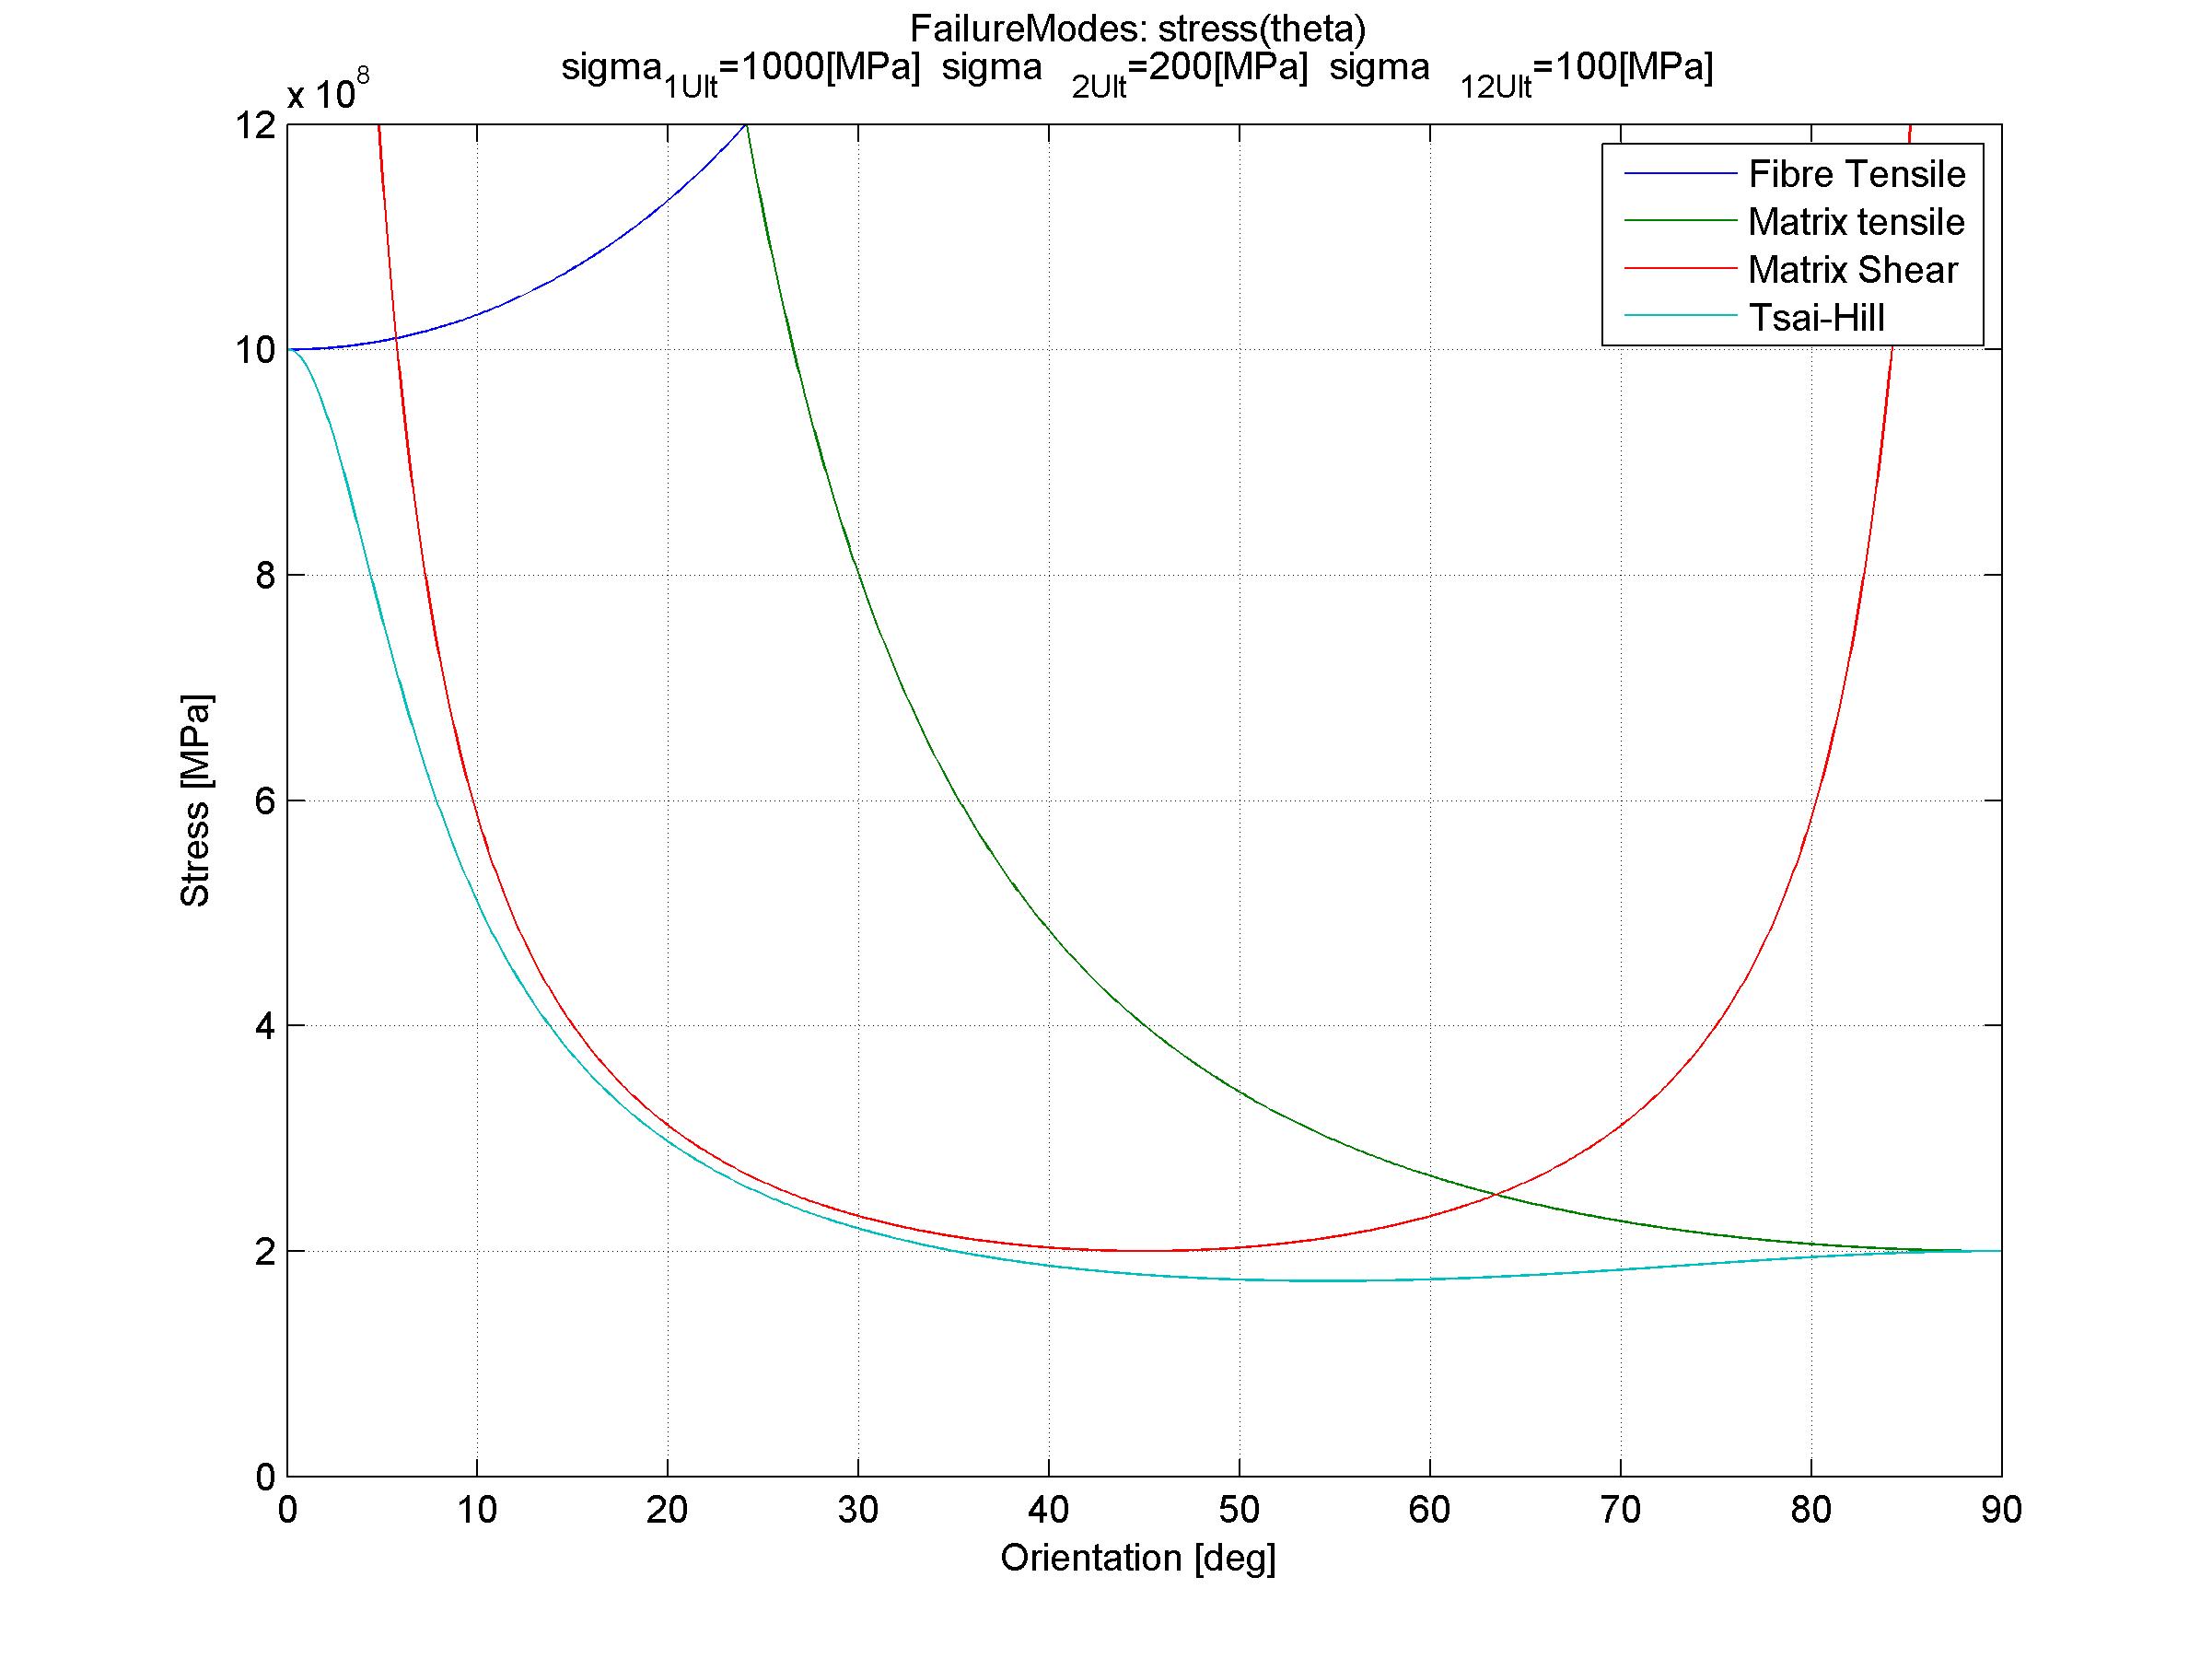 FailureModes: stress(theta)
sigma1Ult=1000[MPa] sigma 2Ult=200[MPa] sigma 12Ult=100[MPa]
x 10^8
Fibre Tensile
Matrix tensile
Matrix Shear
Tsai-Hill
12
10
8
6
4
2
0
Stress [MPa]
0 10 20 30 40 50 60 70 80 90
Orientation [deg]